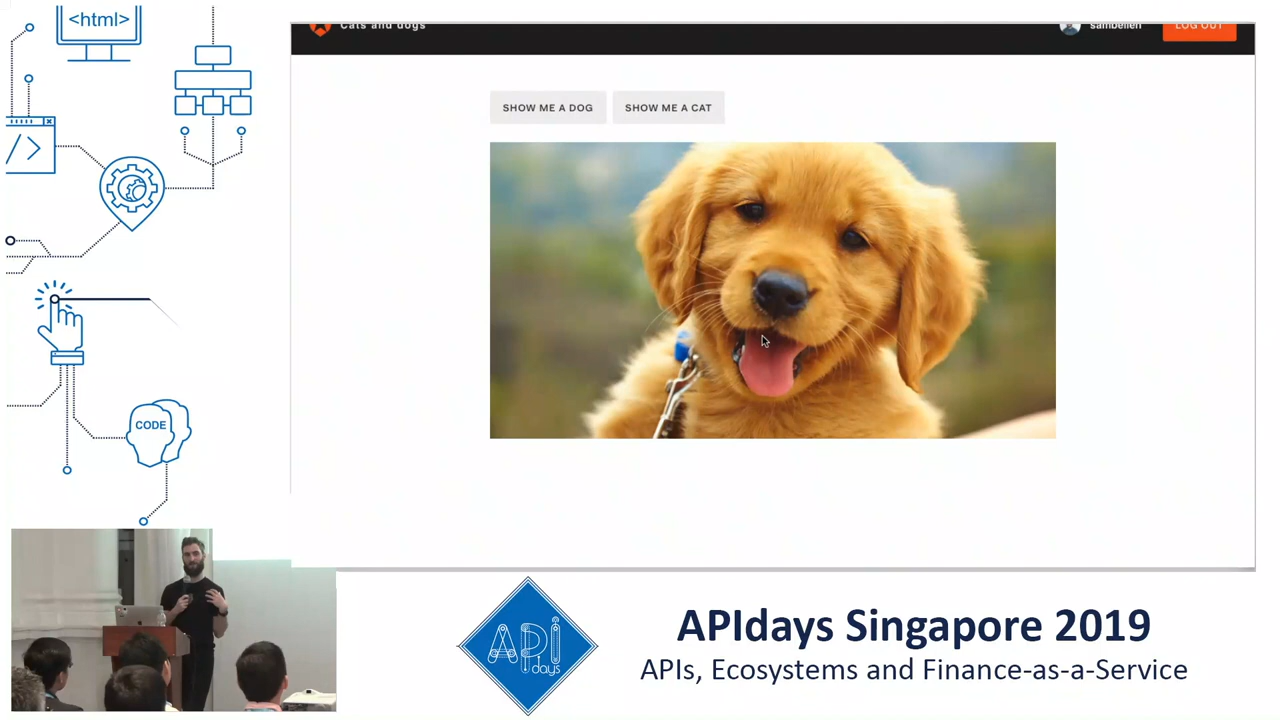 <html>
Cats and dogs
sambellen
LOG OUT
SHOW ME A DOG
SHOW ME A CAT
</>
CODE
API
days
APIdays Singapore 2019
APIs, Ecosystems and Finance-as-a-Service